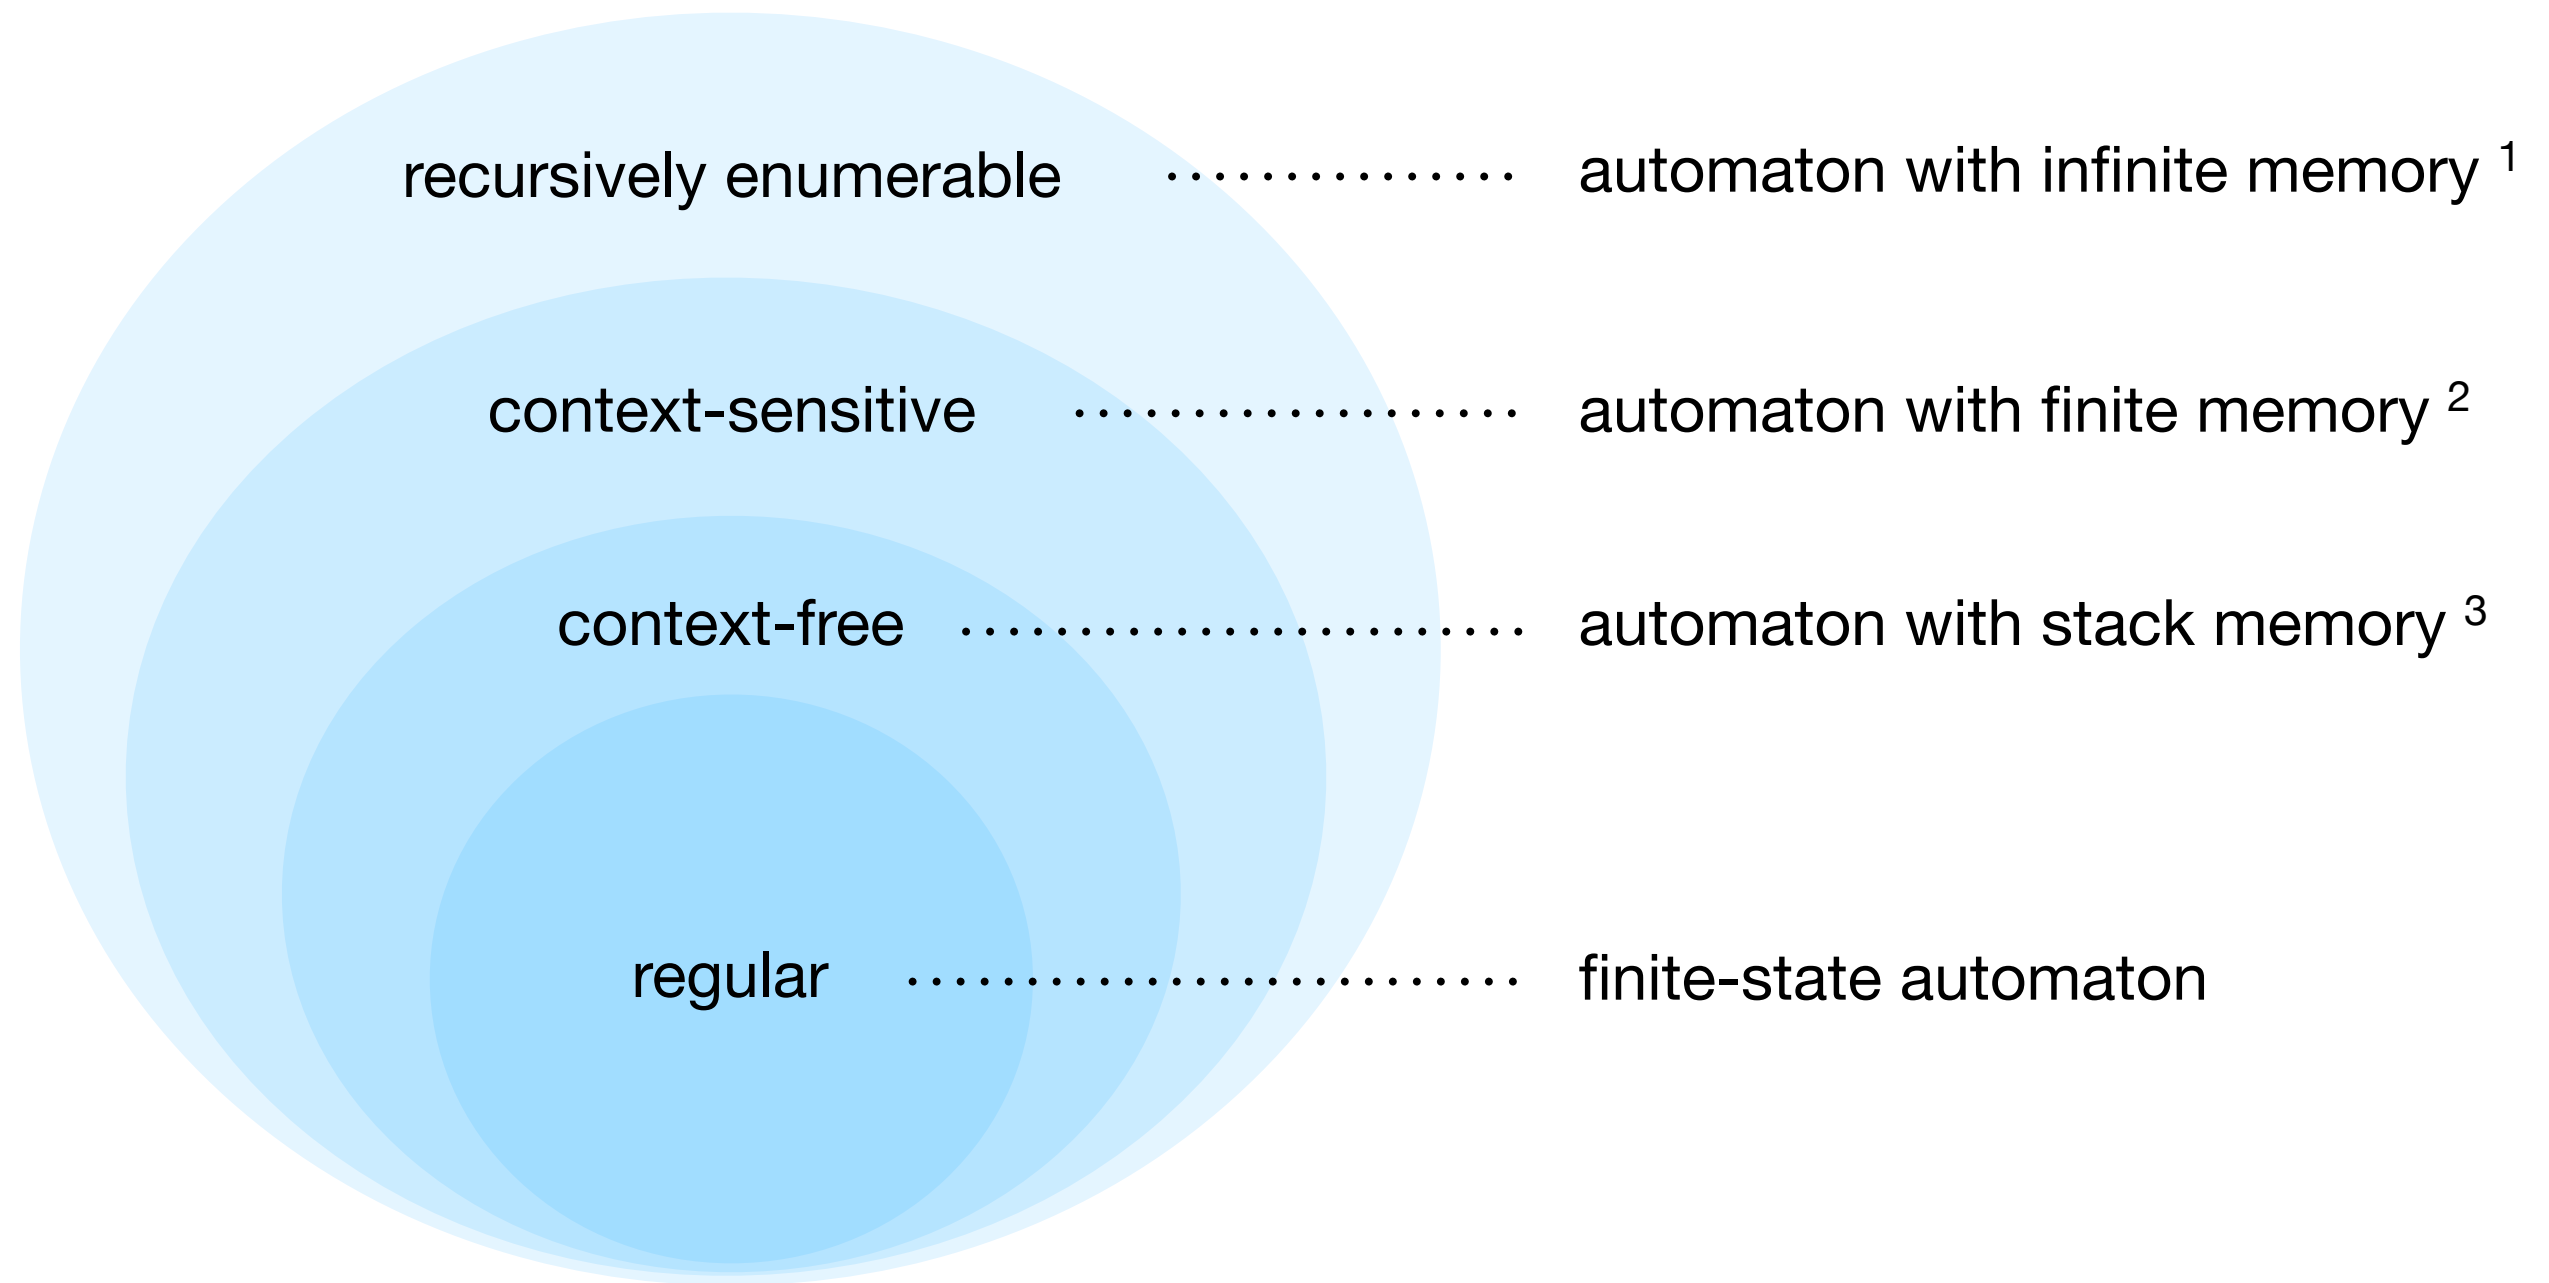 recursively enumerable automaton with infinite memory ¹
context-sensitive automaton with finite memory ²
context-free automaton with stack memory ³
regular finite-state automaton